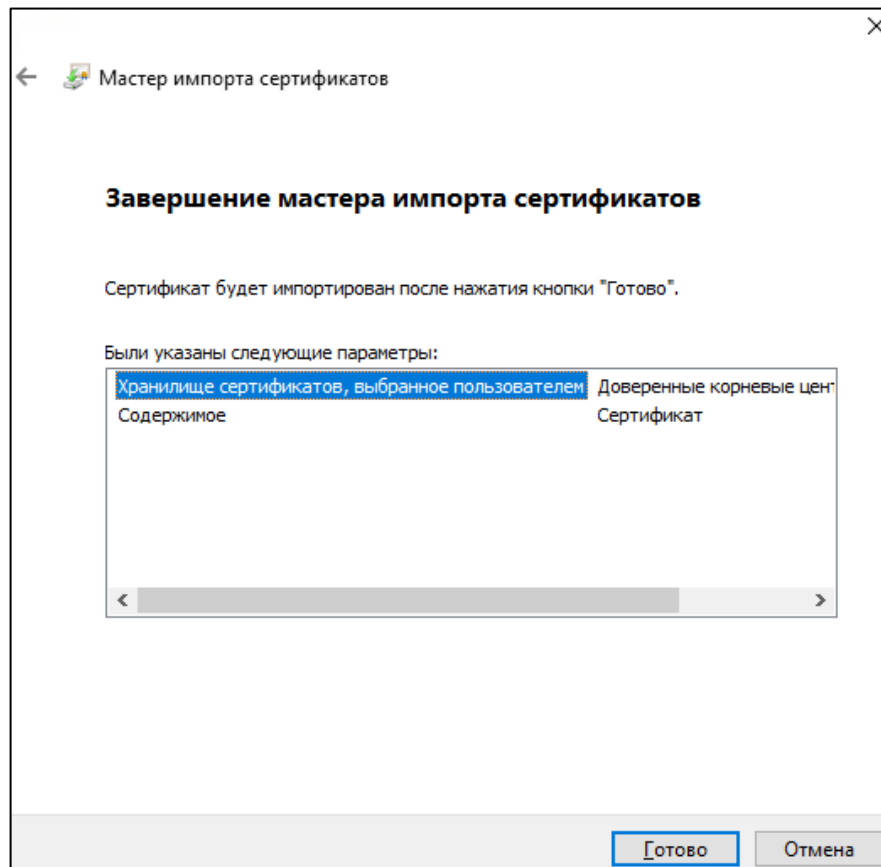 Мастер импорта сертификатов
Завершение мастера импорта сертификатов
Сертификат будет импортирован после нажатия кнопки "Готово".
Были указаны следующие параметры:
Хранилище сертификатов, выбранное пользователем Доверенные корневые цент
Содержимое Сертификат
Готово Отмена